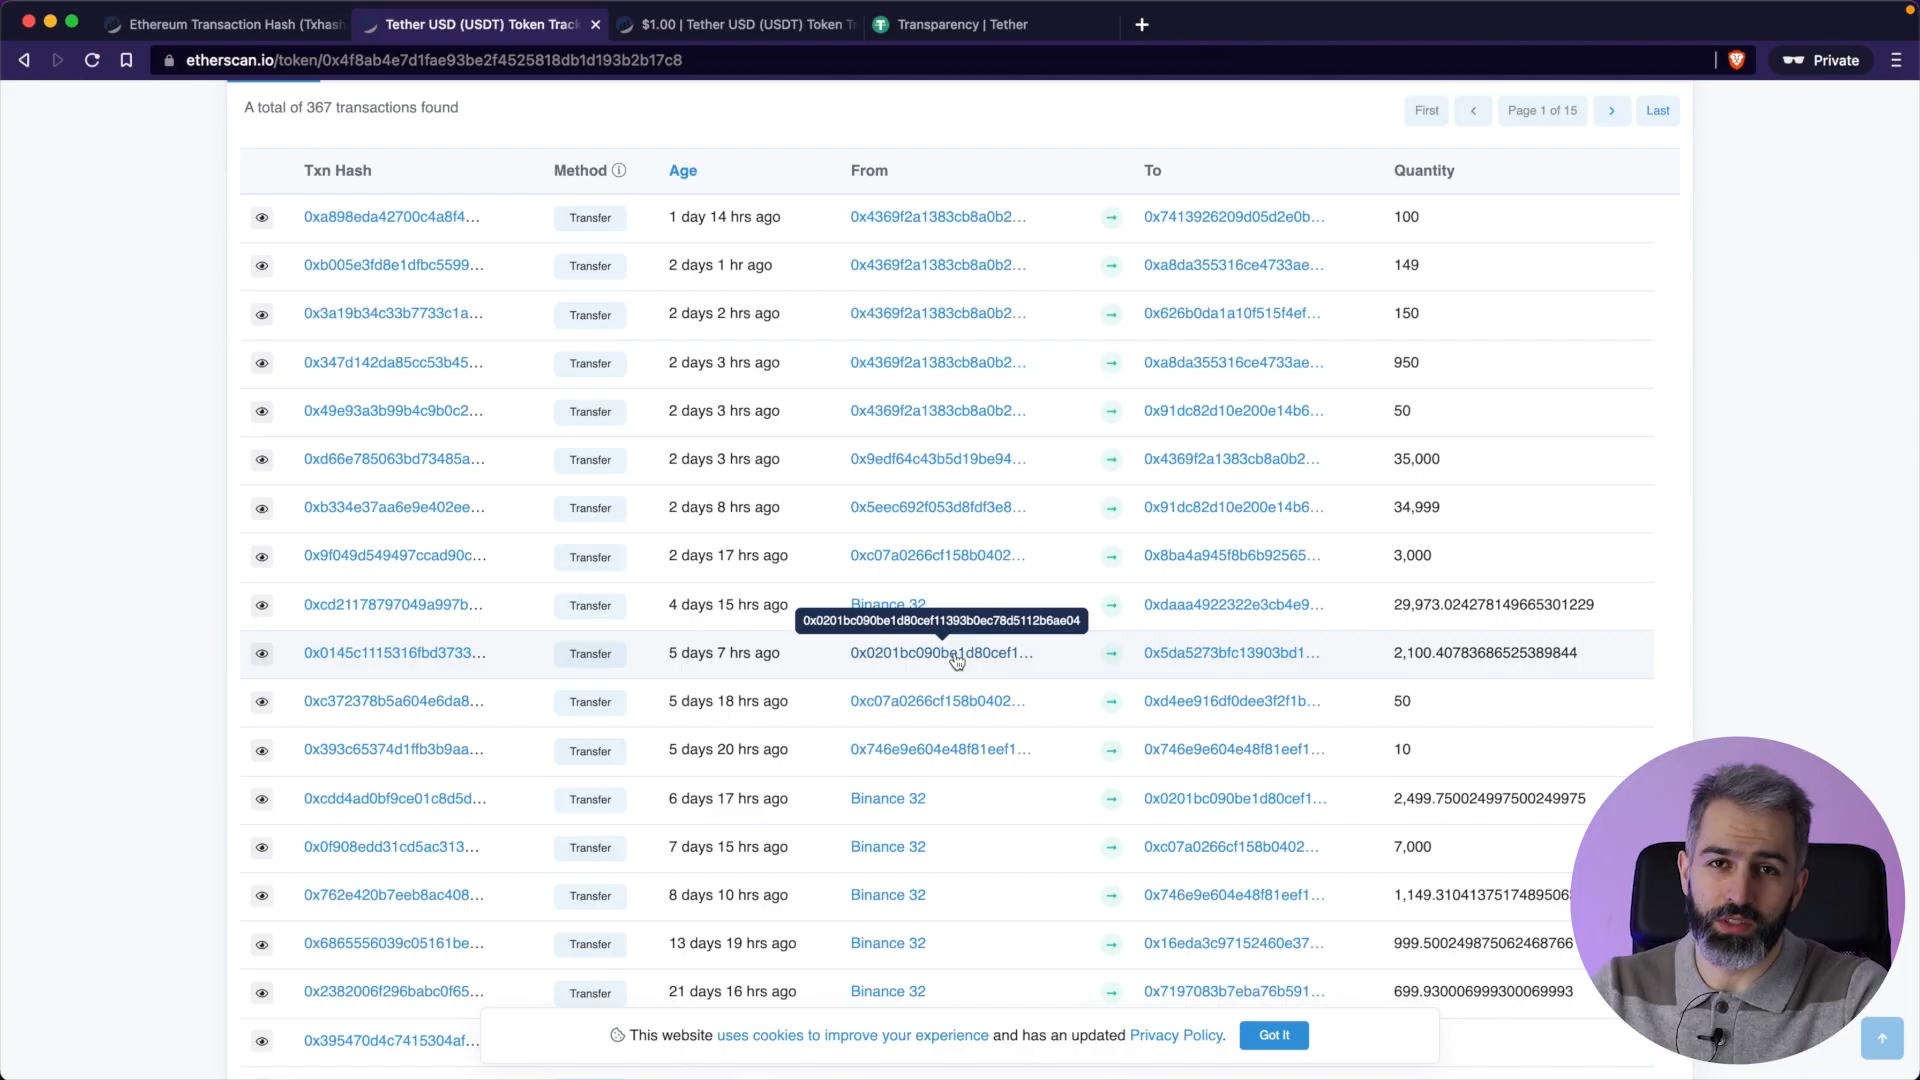 Ethereum Transaction Hash (Txhash
Tether USD (USDT) Token Track
$1.00 | Tether USD (USDT) Token T
Transparency | Tether
etherscan.io/token/0x4f8ab4e7d1fae93be2f4525818db1d193b2b17c8
Private
A total of 367 transactions found
First
Page 1 of 15
Last
Txn Hash Method Age From To Quantity
0xa898eda42700c4a8f4... Transfer 1 day 14 hrs ago 0x4369f2a1383cb8a0b2... 0x7413926209d05d2e0b... 100
0xb005e3fd8e1dfbc5599... Transfer 2 days 1 hr ago 0x4369f2a1383cb8a0b2... 0xa8da355316ce4733ae... 149
0x3a19b34c33b7733c1a... Transfer 2 days 2 hrs ago 0x4369f2a1383cb8a0b2... 0x626b0da1a10f515f4ef... 150
0x347d142da85cc53b45... Transfer 2 days 3 hrs ago 0x4369f2a1383cb8a0b2... 0xa8da355316ce4733ae... 950
0x49e93a3b99b4c9b0c2... Transfer 2 days 3 hrs ago 0x4369f2a1383cb8a0b2... 0x91dc82d10e200e14b6... 50
0xd66e785063bd73485a... Transfer 2 days 3 hrs ago 0x9edf64c43b5d19be94... 0x4369f2a1383cb8a0b2... 35,000
0xb334e37aa6e9e402ee... Transfer 2 days 8 hrs ago 0x5eec692f053d8fdf3e8... 0x91dc82d10e200e14b6... 34,999
0x9f049d549497ccad90c... Transfer 2 days 17 hrs ago 0xc07a0266cf158b0402... 0x8ba4a945f8b6b92565... 3,000
0xcd21178797049a997b... Transfer 4 days 15 hrs ago Binance 32 0xdaaa4922322e3cb4e9... 29,973.024278149665301229
0x0201bc090be1d80cef11393b0ec78d5112b6ae04
0x0145c1115316fbd3733... Transfer 5 days 7 hrs ago 0x0201bc090be1d80cef1... 0x5da5273bfc13903bd1... 2,100.40783686525389844
0xc372378b5a604e6da8... Transfer 5 days 18 hrs ago 0xc07a0266cf158b0402... 0xd4ee916df0dee3f2f1b... 50
0x393c65374d1ffb3b9aa... Transfer 5 days 20 hrs ago 0x746e9e604e48f81eef1... 0x746e9e604e48f81eef1... 10
0xcdd4ad0bf9ce01c8d5d... Transfer 6 days 17 hrs ago Binance 32 0x0201bc090be1d80cef1... 2,499.750024997500249975
0x0f908edd31cd5ac313... Transfer 7 days 15 hrs ago Binance 32 0xc07a0266cf158b0402... 7,000
0x762e420b7eeb8ac408... Transfer 8 days 10 hrs ago Binance 32 0x746e9e604e48f81eef1... 1,149.31041375174895063
0x6865556039c05161be... Transfer 13 days 19 hrs ago Binance 32 0x16eda3c97152460e37... 999.500249875062468766
0x2382006f296babc0f65... Transfer 21 days 16 hrs ago Binance 32 0x7197083b7eba76b591... 699.930006999300069993
0x395470d4c7415304af...
This website uses cookies to improve your experience and has an updated Privacy Policy. Got It